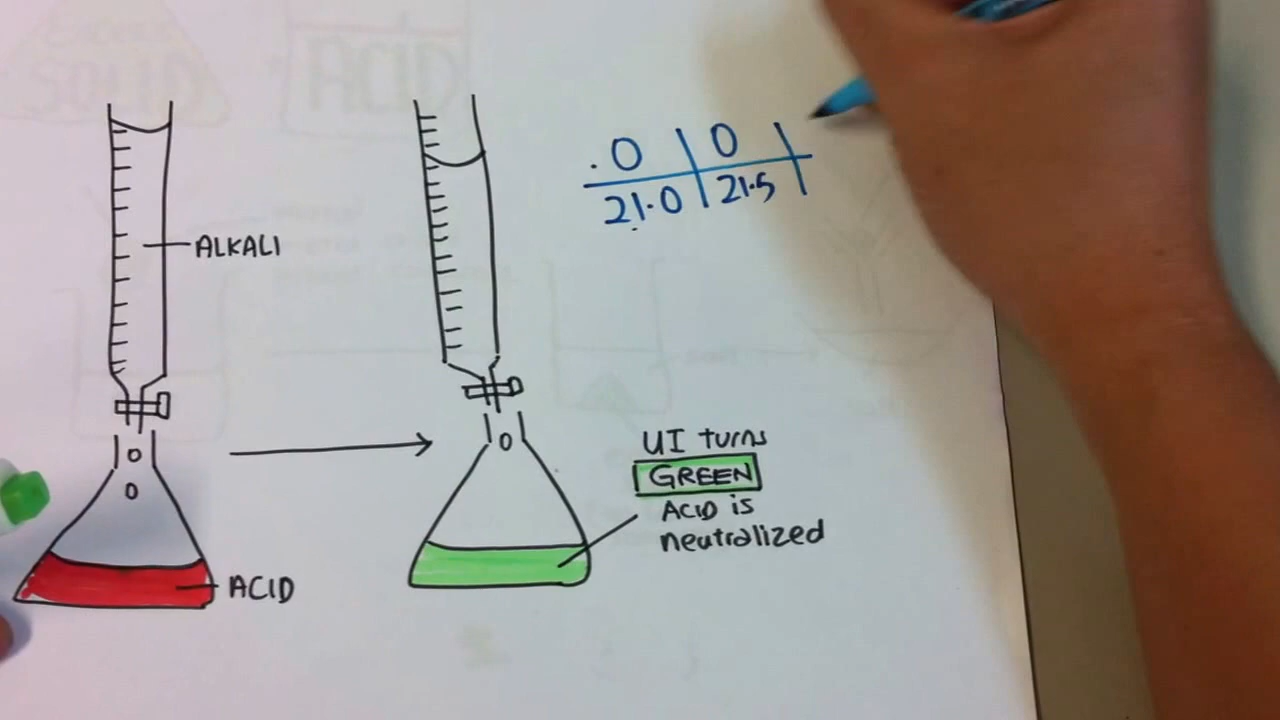 .0 | 0 |
21.0 | 21.5 |
ALKALI
UI turns
GREEN
ACID is
neutralized
ACID